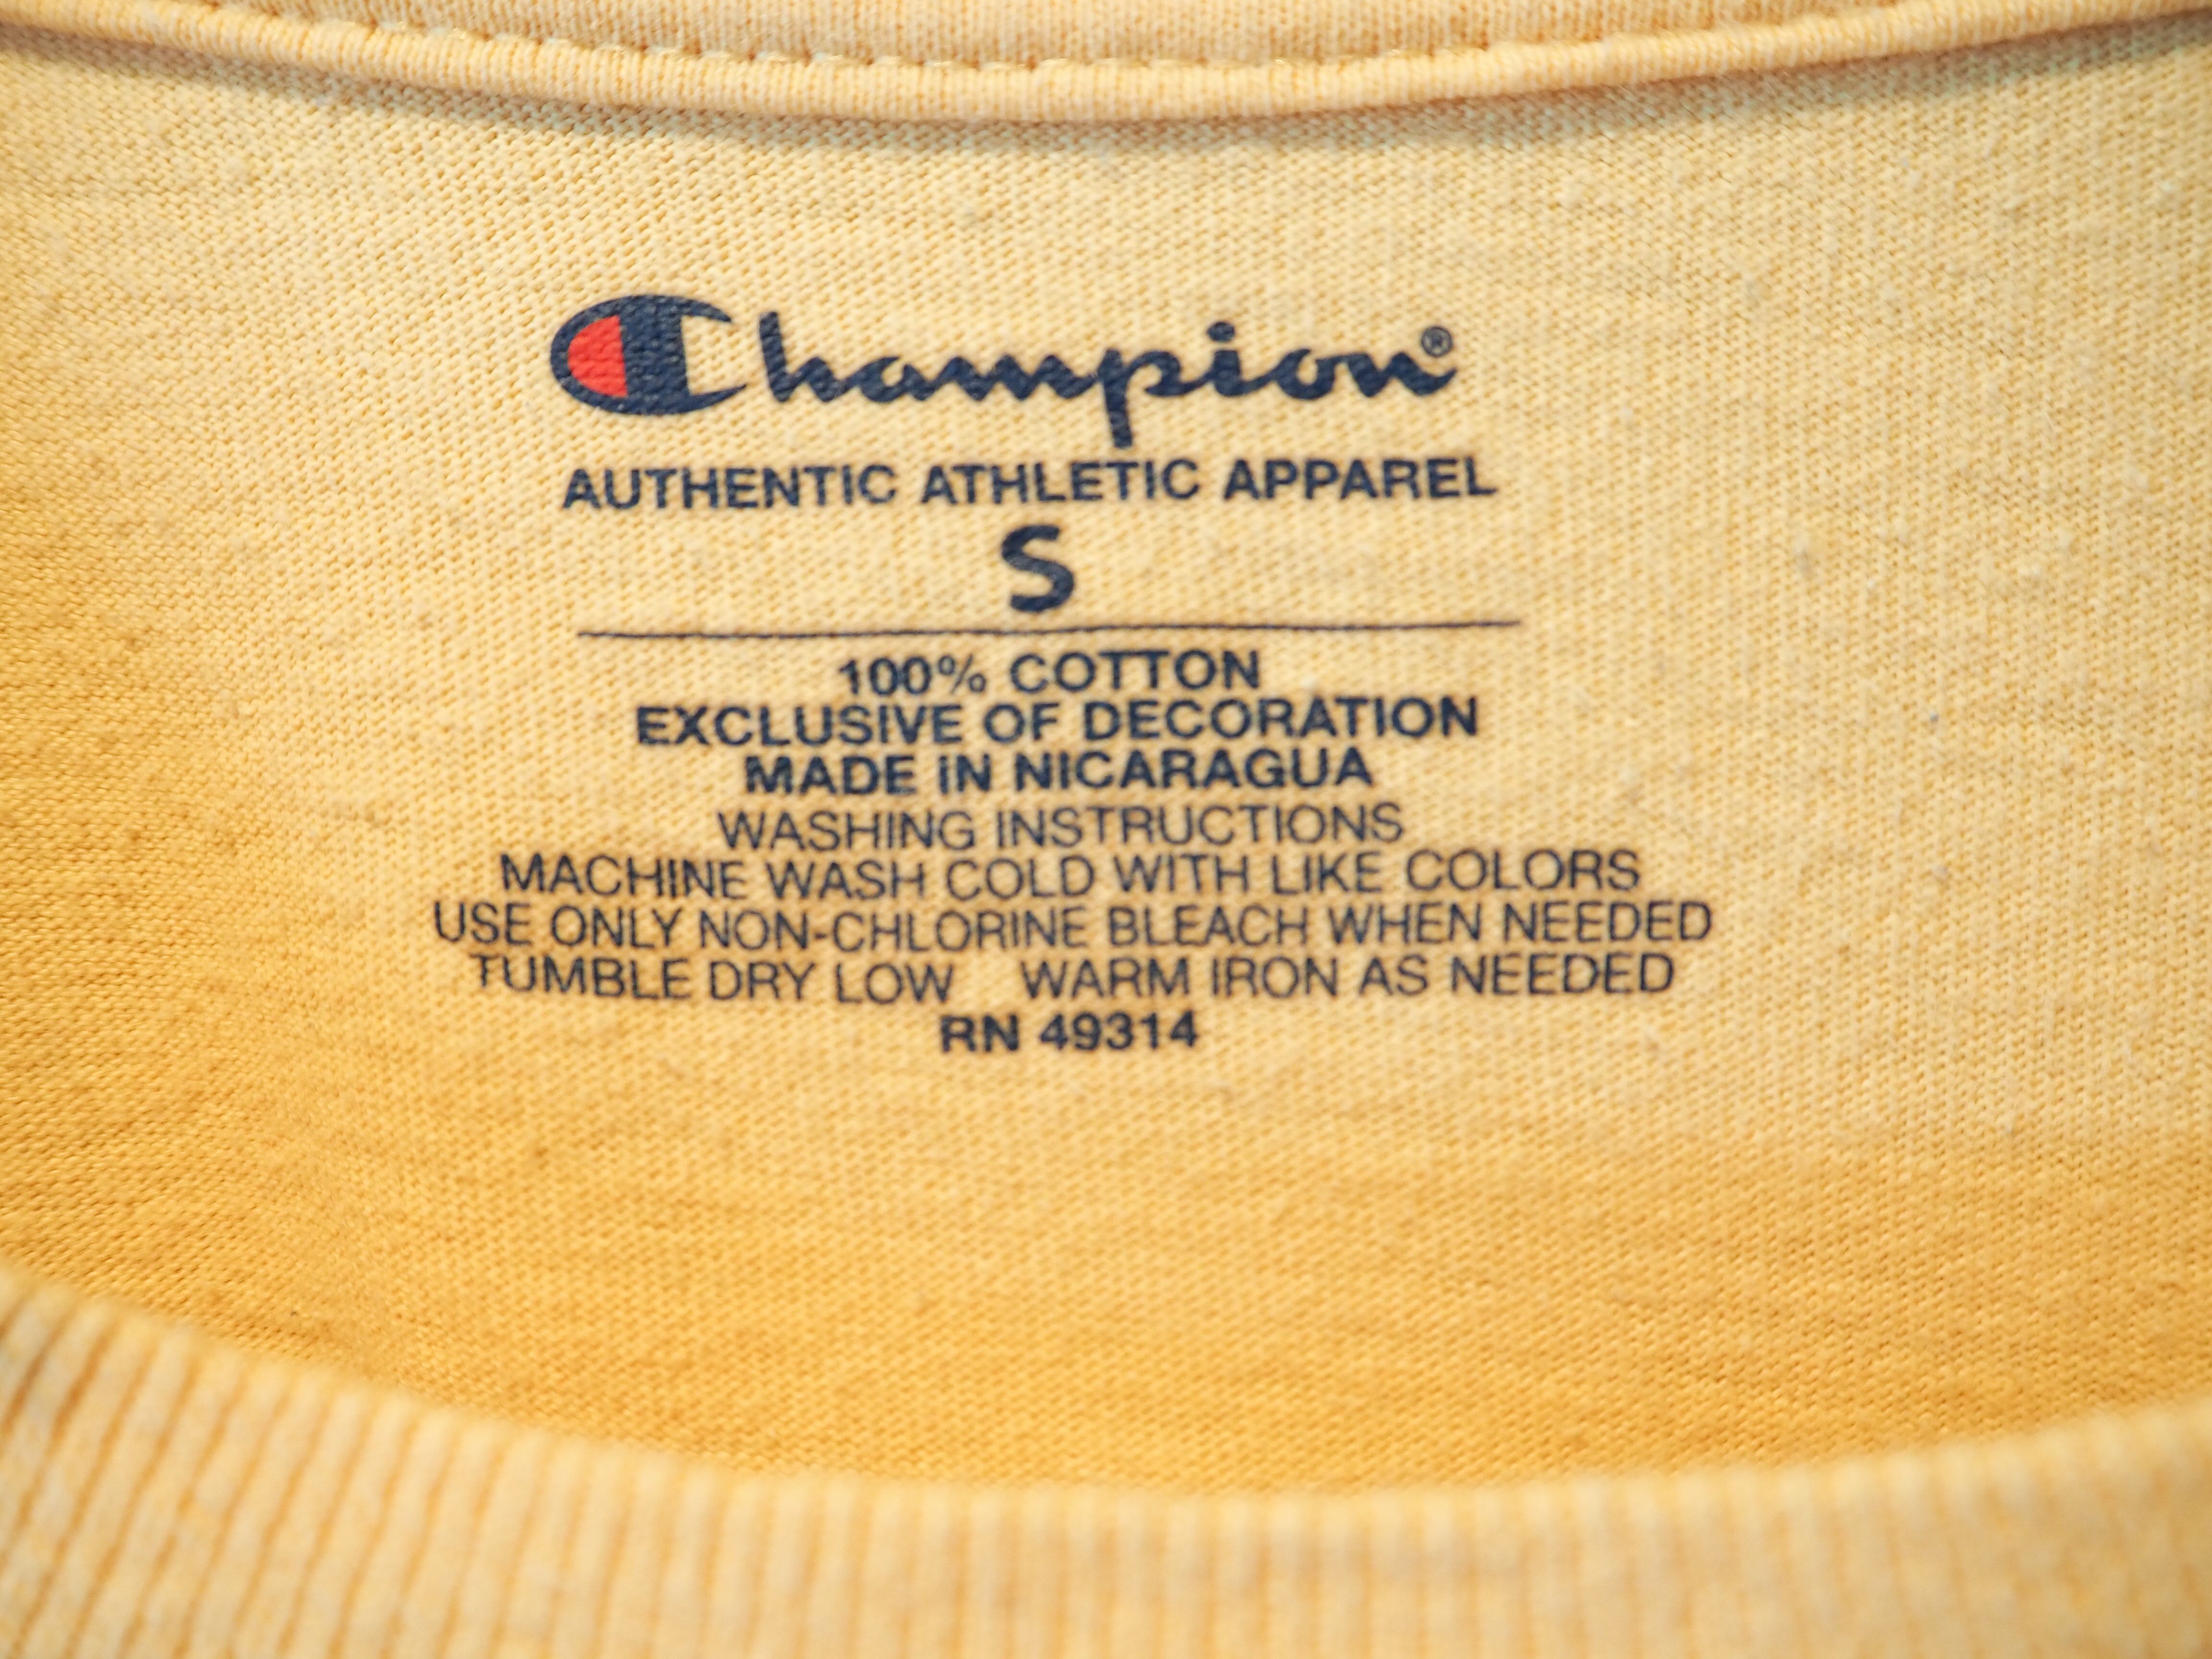 Champion®
AUTHENTIC ATHLETIC APPAREL
S
100% COTTON
EXCLUSIVE OF DECORATION
MADE IN NICARAGUA
WASHING INSTRUCTIONS
MACHINE WASH COLD WITH LIKE COLORS
USE ONLY NON-CHLORINE BLEACH WHEN NEEDED
TUMBLE DRY LOW WARM IRON AS NEEDED
RN 49314